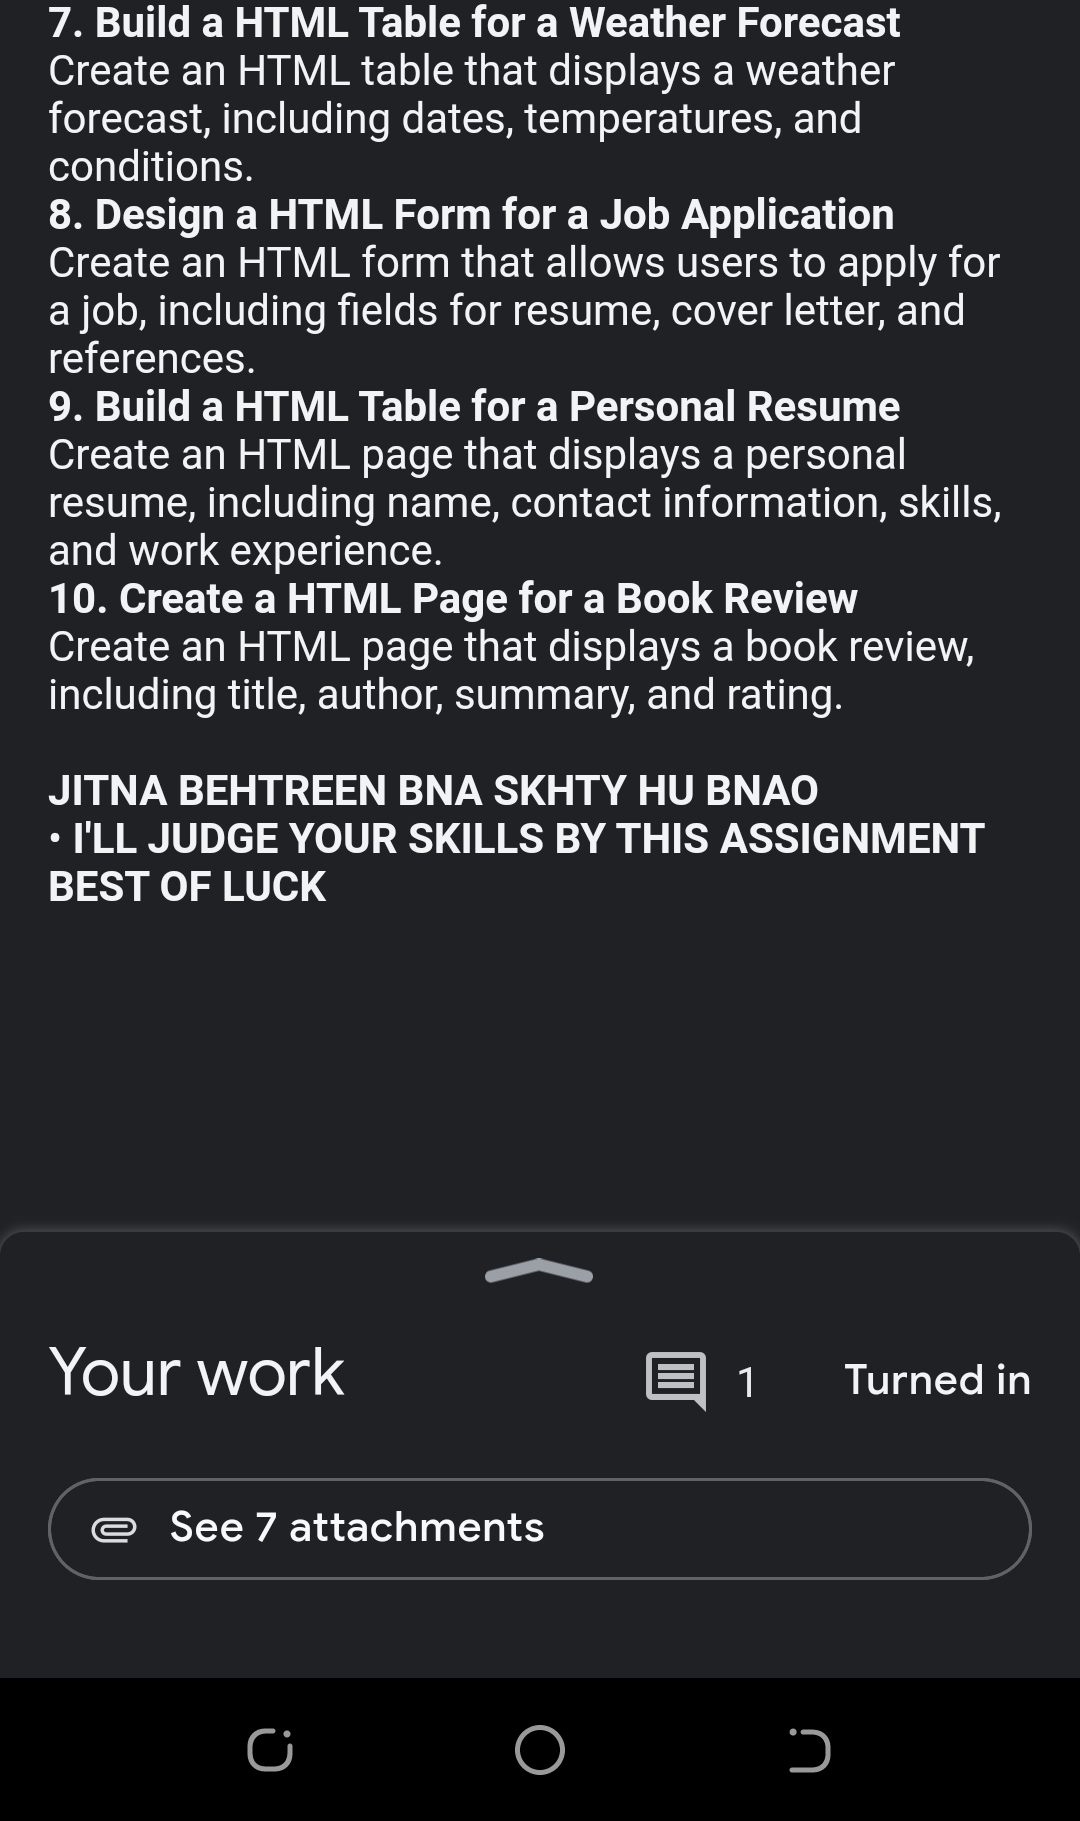 7. Build a HTML Table for a Weather Forecast
Create an HTML table that displays a weather
forecast, including dates, temperatures, and
conditions.
8. Design a HTML Form for a Job Application
Create an HTML form that allows users to apply for
a job, including fields for resume, cover letter, and
references.
9. Build a HTML Table for a Personal Resume
Create an HTML page that displays a personal
resume, including name, contact information, skills,
and work experience.
10. Create a HTML Page for a Book Review
Create an HTML page that displays a book review,
including title, author, summary, and rating.
JITNA BEHTREEN BNA SKHTY HU BNAO
• I'LL JUDGE YOUR SKILLS BY THIS ASSIGNMENT
BEST OF LUCK
Your work 1 Turned in
See 7 attachments